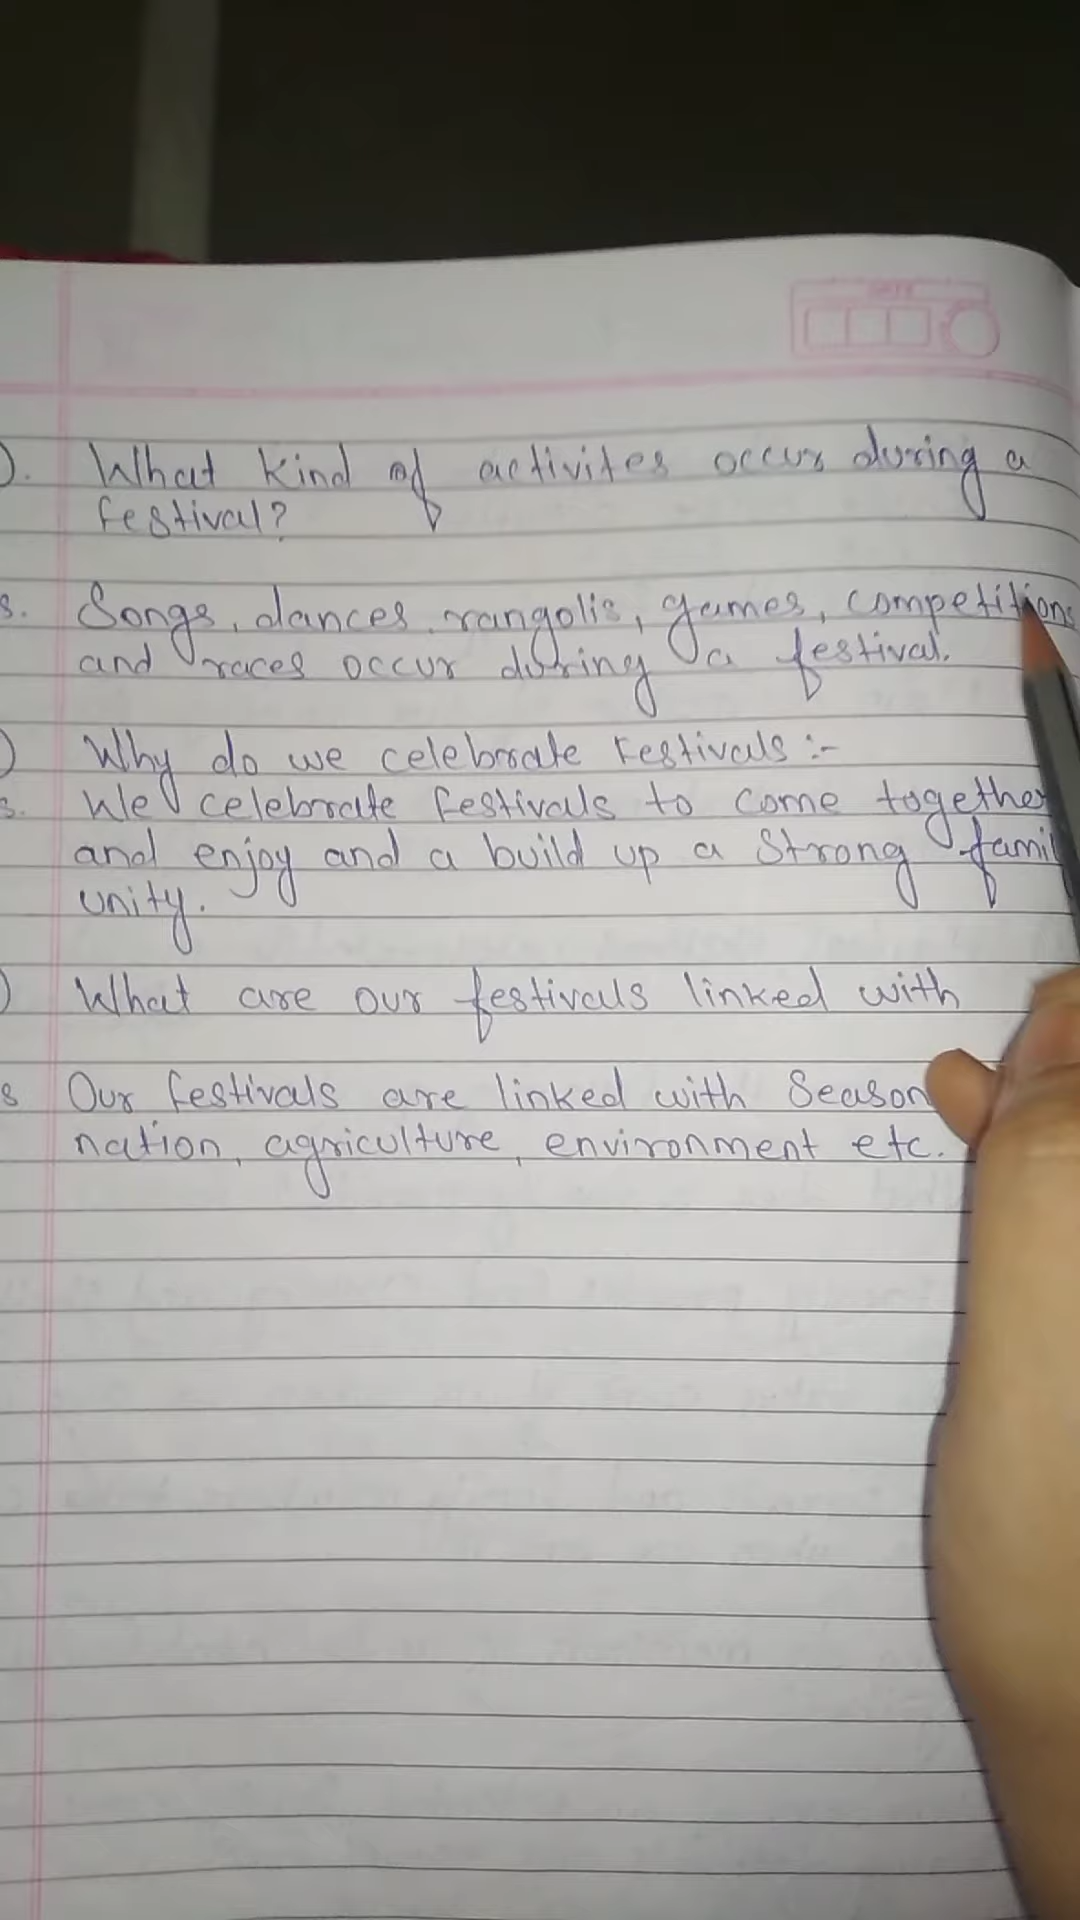 ). What kind of activites occur during a
festival?
s. Songs, dances, rangolis, games, competitions
and races occur during a festival.
) Why do we celebrate Festivals :-
s. We celebrate festivals to come together
and enjoy and a build up a strong famil
unity.
) What are our festivals linked with
s Our festivals are linked with Season
nation, agriculture, environment etc.